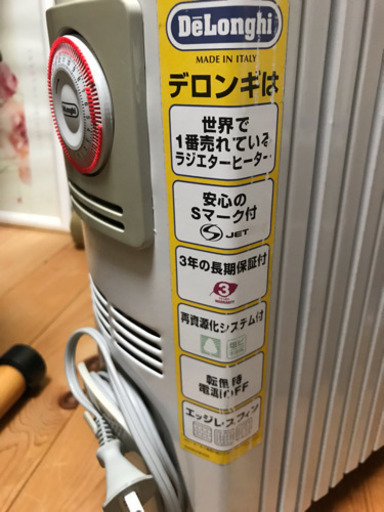 DeLonghi
MADE IN ITALY
デロンギは
世界で
1番売れている
ラジエターヒーター
安心の
Sマーク付
S JET
3年の長期保証付
3
再資源化システム付
転倒時
電源OFF
エッジレスフィン
DeLonghi